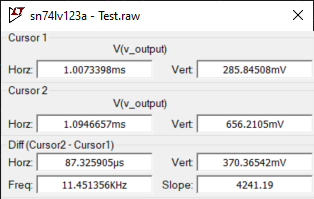 sn74lv123a - Test.raw
Cursor 1
V(v_output)
Horz: 1.0073398ms Vert: 285.84508mV
Cursor 2
V(v_output)
Horz: 1.0946657ms Vert: 656.2105mV
Diff (Cursor2 - Cursor1)
Horz: 87.325905µs Vert: 370.36542mV
Freq: 11.451356KHz Slope: 4241.19